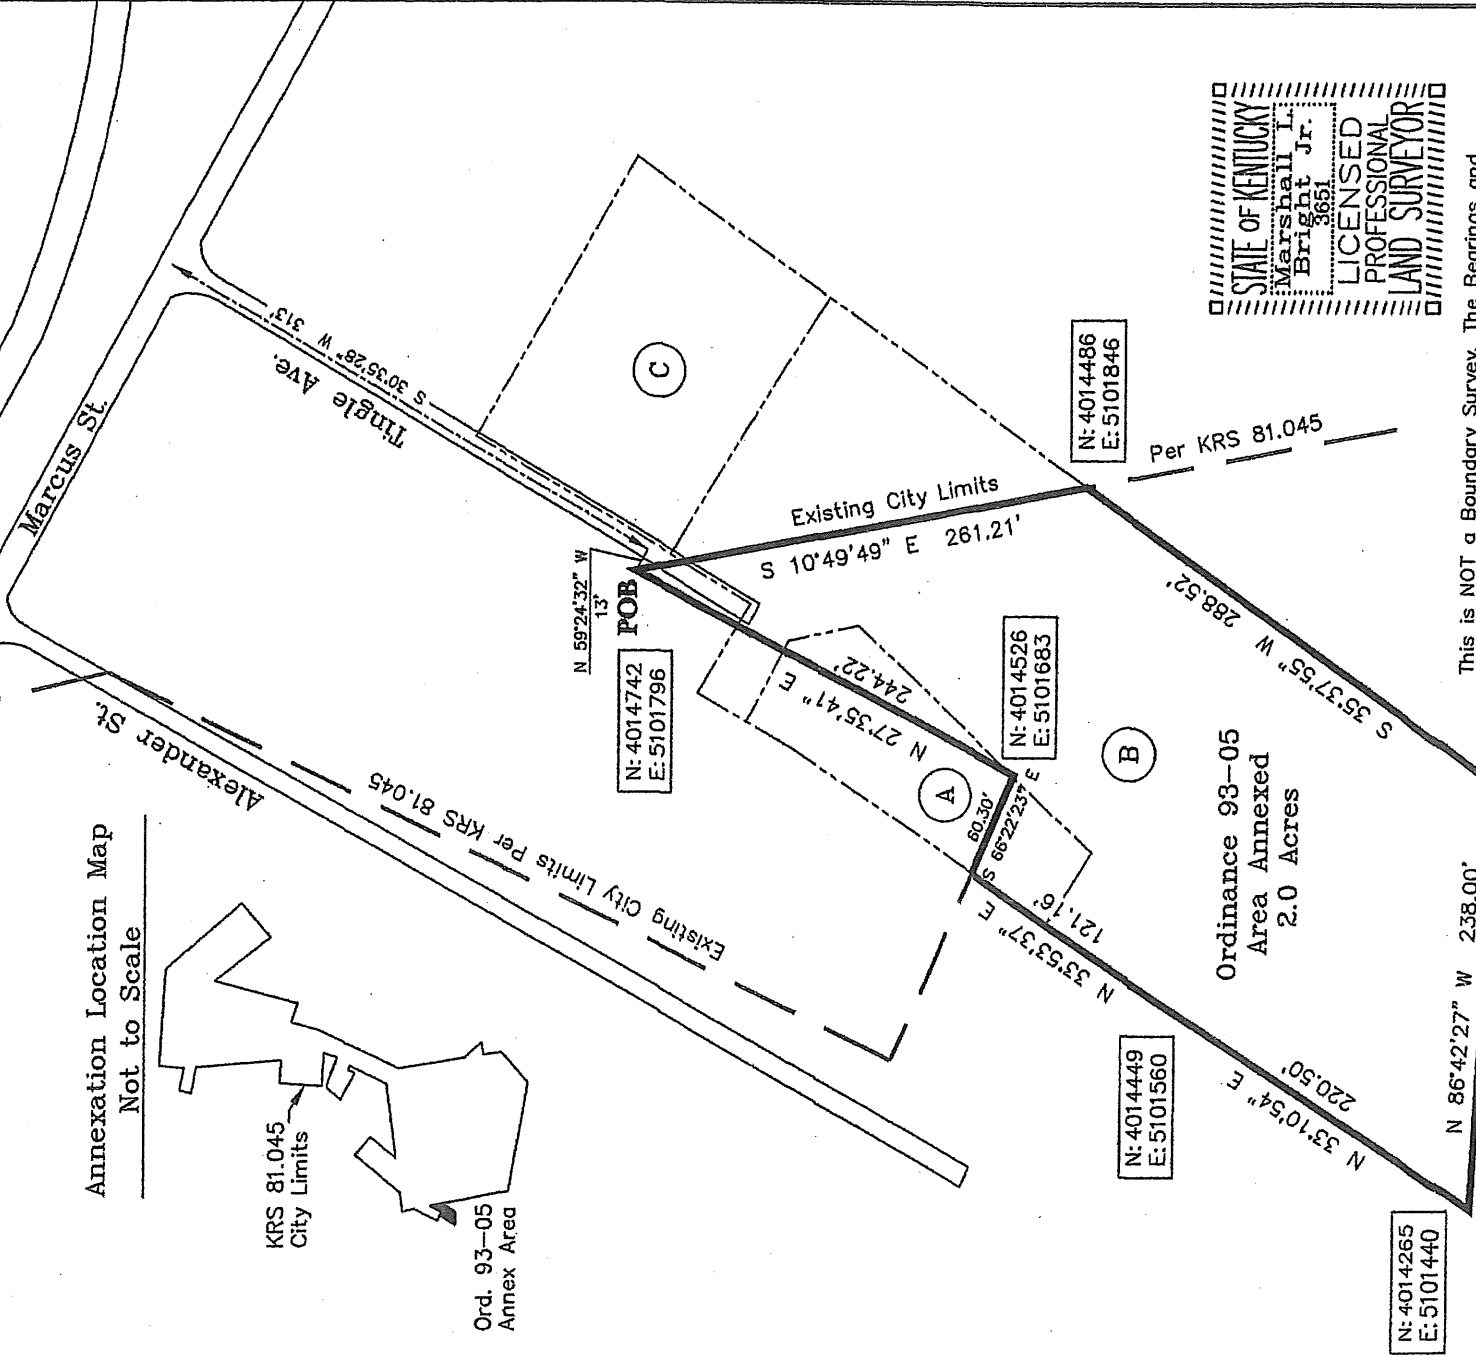 Marcus St.
Tingle Ave.
S 30°35'28" W 313'
Alexander St.
Existing City Limits Per KRS 81.045
Annexation Location Map
Not to Scale
KRS 81.045
City Limits
Ord. 93-05
Annex Area
N 59°24'32" W
13'
POB
N: 4014742
E: 5101796
C
Existing City Limits
S 10°49'49" E 261.21'
N: 4014486
E: 5101846
Per KRS 81.045
STATE OF KENTUCKY
Marshall L.
Bright Jr.
3651
LICENSED
PROFESSIONAL
LAND SURVEYOR
This is NOT a Boundary Survey. The Bearings and
N 27°35'41" E
244.22'
N: 4014526
E: 5101683
A
60.30'
S 66°22'23" E
B
288.52'
S 35°37'55" W
Ordinance 93-05
Area Annexed
2.0 Acres
N 33°53'37" E
121.16'
N: 4014449
E: 5101560
N 33°10'54" E
220.50'
N 86°42'27" W 238.00'
N: 4014265
E: 5101440